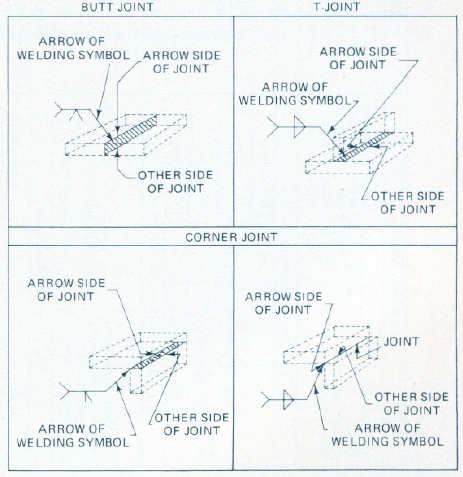 BUTT JOINT
T-JOINT
ARROW OF
WELDING SYMBOL
ARROW SIDE
OF JOINT
OTHER SIDE
OF JOINT
ARROW SIDE
OF JOINT
ARROW OF
WELDING SYMBOL
OTHER SIDE
OF JOINT
CORNER JOINT
ARROW SIDE
OF JOINT
OTHER SIDE
OF JOINT
ARROW OF
WELDING SYMBOL
ARROW SIDE
OF JOINT
JOINT
OTHER SIDE
OF JOINT
ARROW OF
WELDING SYMBOL